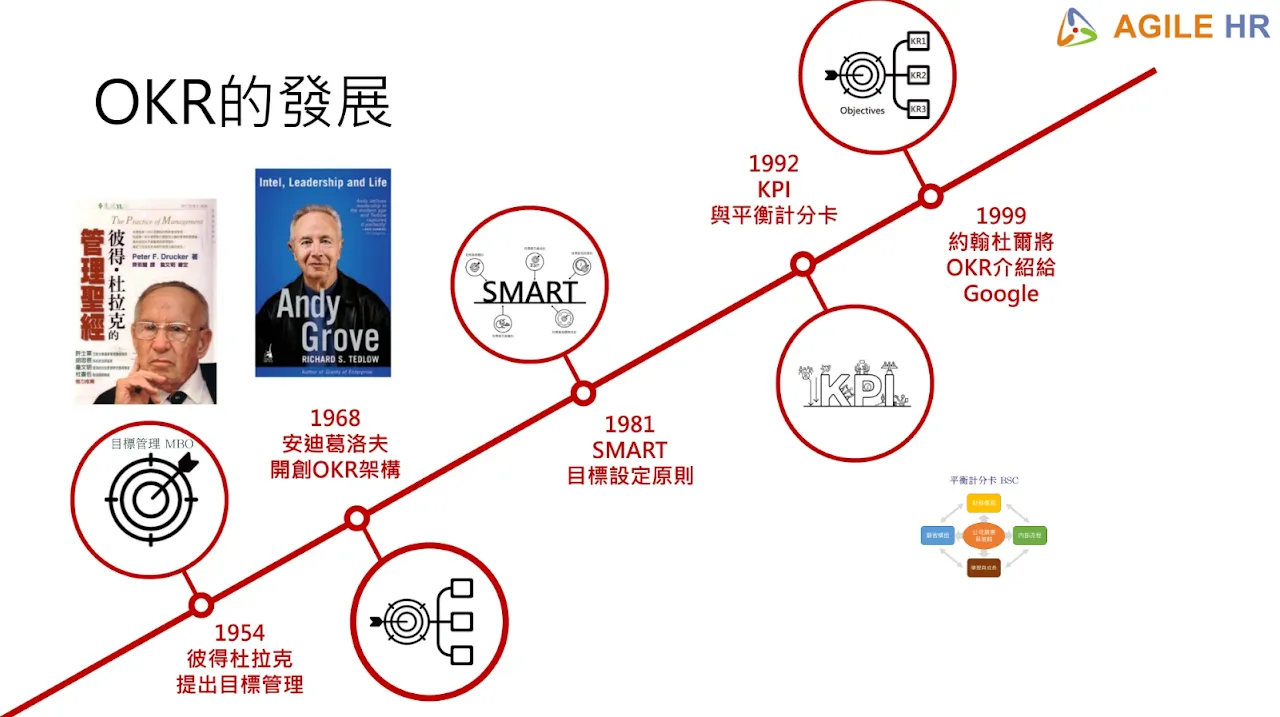 AGILE HR
OKR的發展
The Practice of Management
彼得·杜拉克的
管理聖經
Peter F. Drucker 著
Intel, Leadership and Life
Andy
Grove
RICHARD S. TEDLOW
Author of Giants of Enterprise
目標管理 MBO
1954
彼得杜拉克
提出目標管理
1968
安迪葛洛夫
開創OKR架構
SMART
1981
SMART
目標設定原則
1992
KPI
與平衡計分卡
KPI
平衡計分卡 BSC
Objectives
KR1
KR2
KR3
1999
約翰杜爾將
OKR介紹給
Google